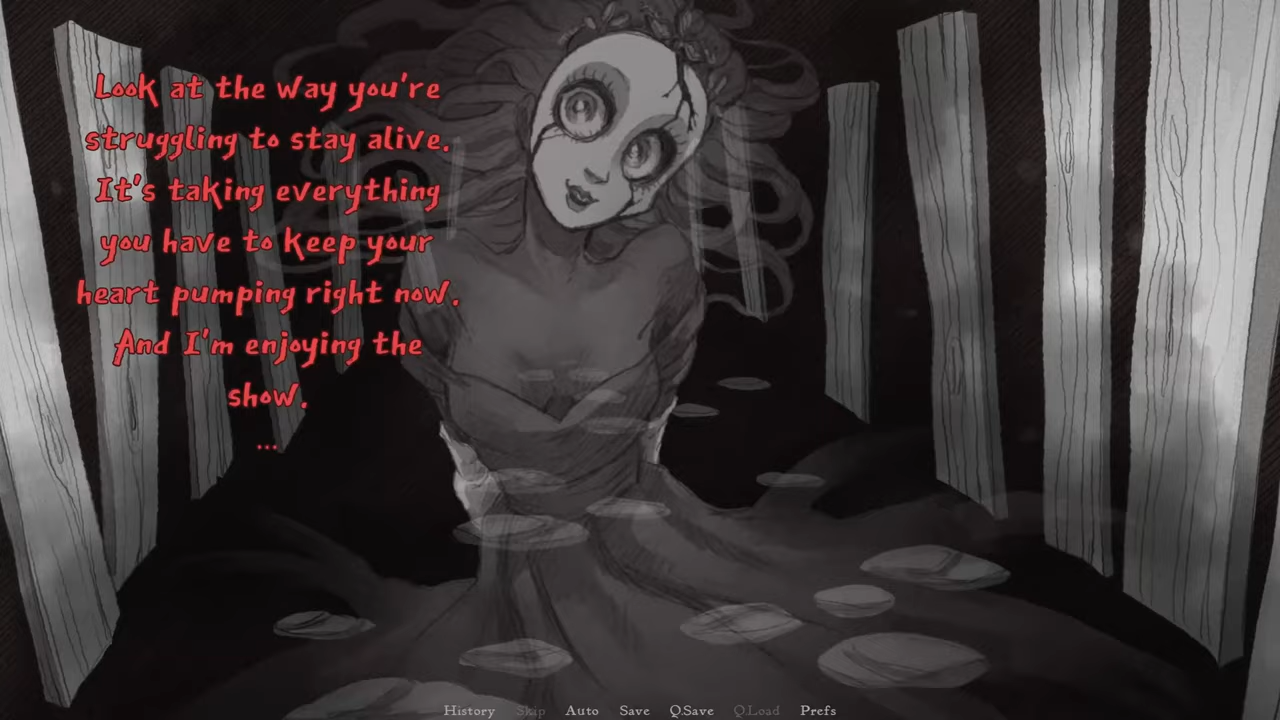 Look at the way you're
struggling to stay alive.
It's taking everything
you have to keep your
heart pumping right now.
And I'm enjoying the
show.
...
History Skip Auto Save Q.Save Q.Load Prefs